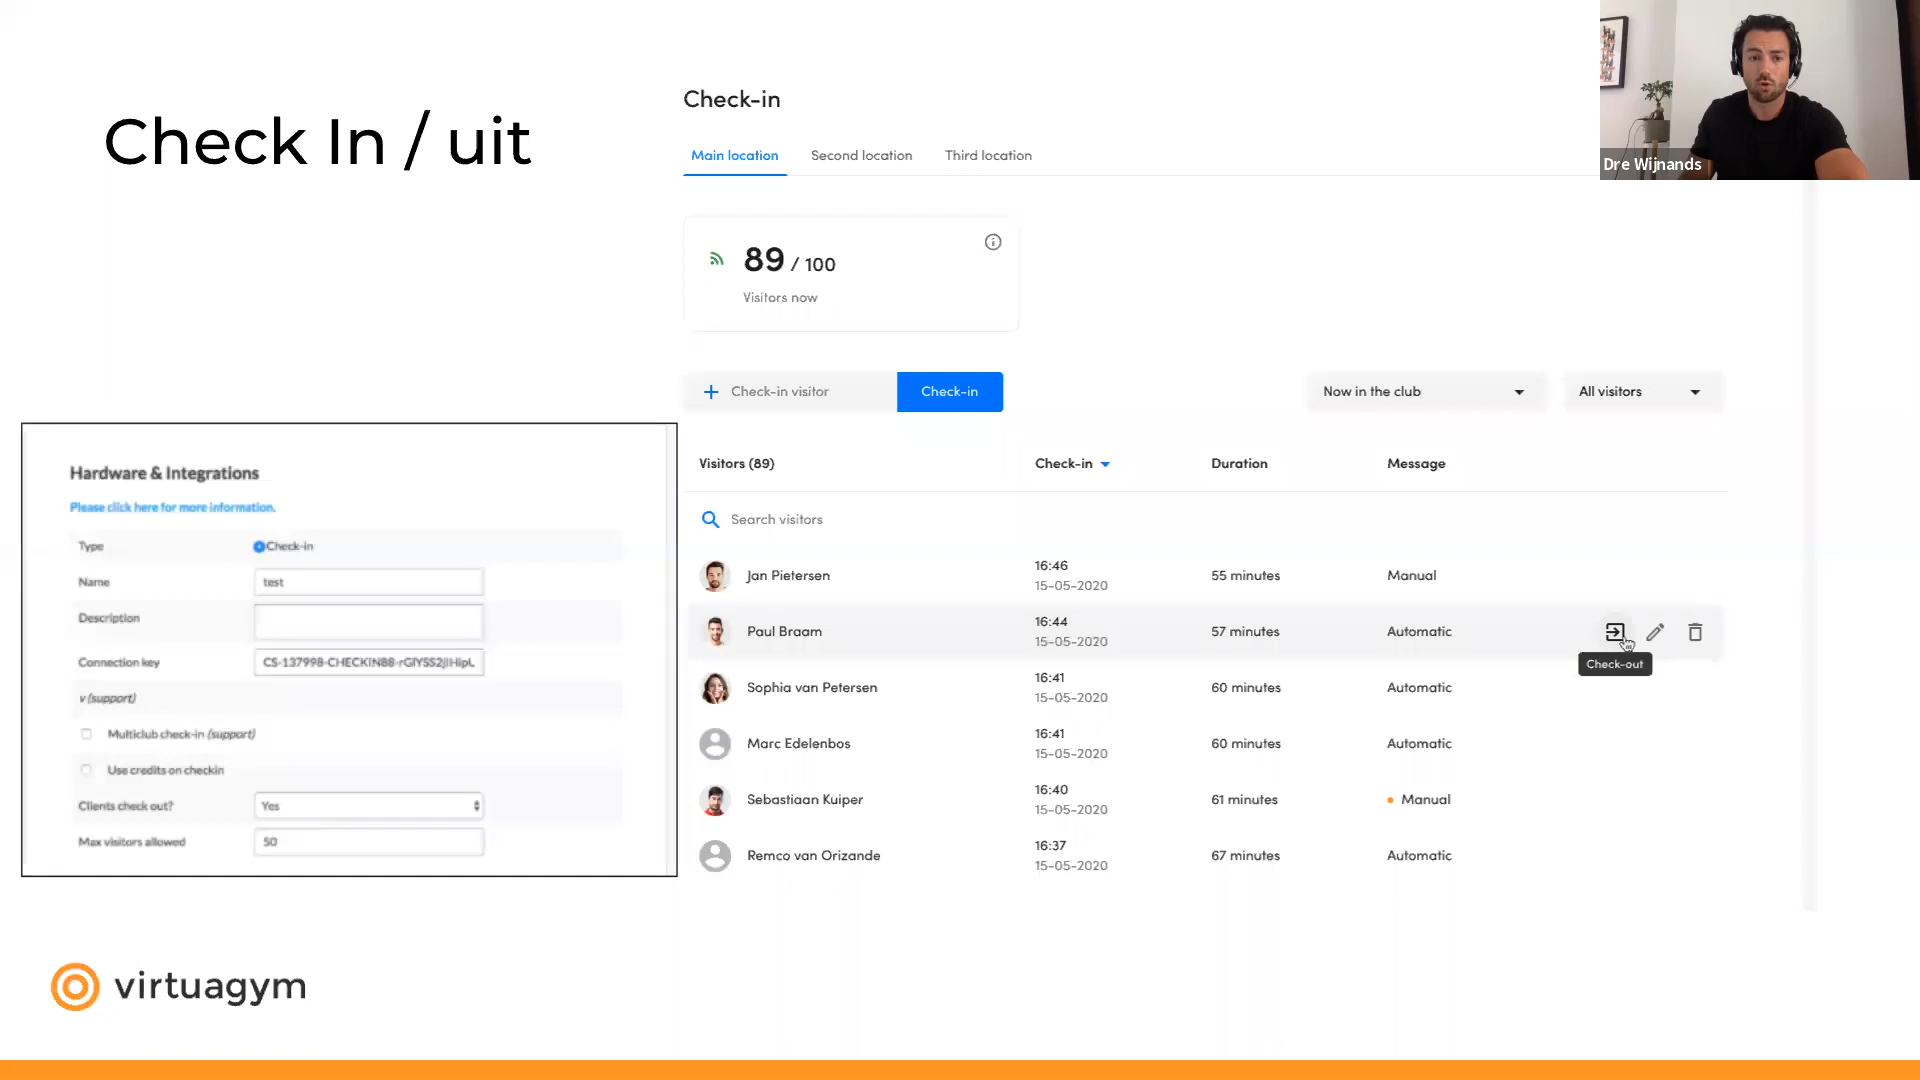 Check In / uit
Check-in
Main location
Second location
Third location
Dre Wijnands
89 / 100
Visitors now
Check-in visitor
Check-in
Now in the club
All visitors
Visitors (89)
Check-in
Duration
Message
Search visitors
Jan Pietersen
16:46
15-05-2020
55 minutes
Manual
Paul Braam
16:44
15-05-2020
57 minutes
Automatic
Check-out
Sophia van Petersen
16:41
15-05-2020
60 minutes
Automatic
Marc Edelenbos
16:41
15-05-2020
60 minutes
Automatic
Sebastiaan Kuiper
16:40
15-05-2020
61 minutes
Manual
Remco van Orizande
16:37
15-05-2020
67 minutes
Automatic
Hardware & Integrations
Please click here for more information.
Type
Check-in
Name
test
Description
Connection key
v (support)
Multiclub check-in (support)
Use credits on checkin
Clients check out?
Yes
Max visitors allowed
50
virtuagym